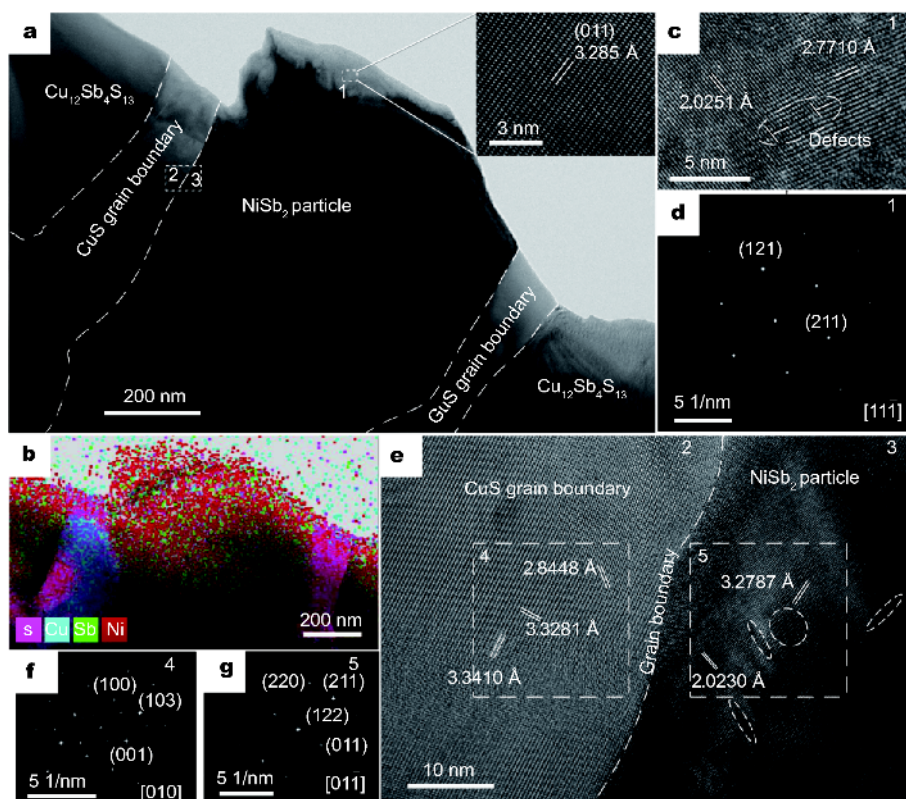 a
Cu₁₂Sb₄S₁₃
CuS grain boundary
2 / 3
NiSb₂ particle
1
(011)
3.285 Å
3 nm
GuS grain boundary
Cu₁₂Sb₄S₁₃
200 nm
c
1
2.7710 Å
2.0251 Å
Defects
5 nm
d
1
(121)
(211)
5 1/nm
[111̄]
b
s Cu Sb Ni
200 nm
e
2
CuS grain boundary
3
NiSb₂ particle
Grain boundary
4
2.8448 Å
3.3281 Å
3.3410 Å
5
3.2787 Å
2.0230 Å
10 nm
f
4
(100)
(103)
(001)
5 1/nm
[010]
g
5
(220)
(211)
(122)
(011)
5 1/nm
[011̄]